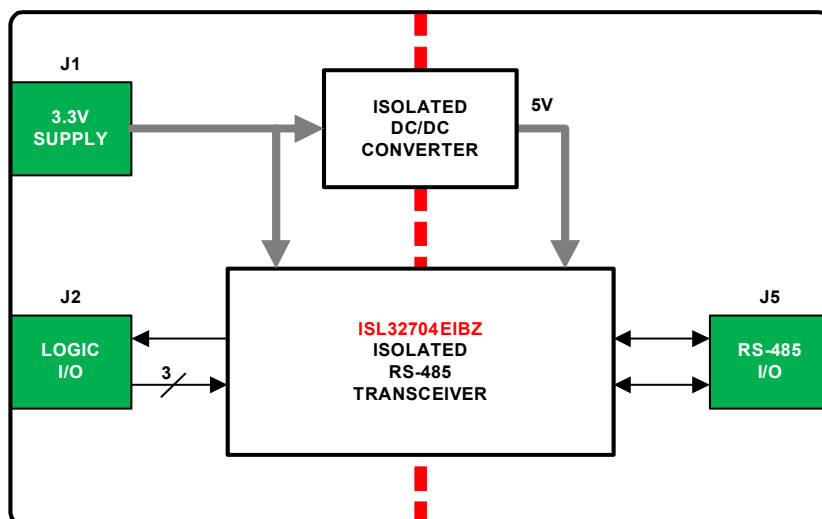 J1
3.3V
SUPPLY
ISOLATED
DC/DC
CONVERTER
5V
J2
LOGIC
I/O
3
ISL32704EIBZ
ISOLATED
RS-485
TRANSCEIVER
J5
RS-485
I/O